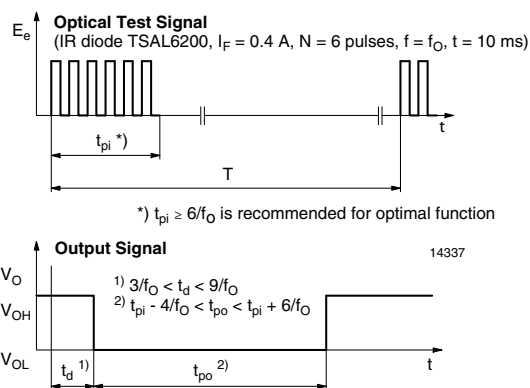 Optical Test Signal
E_e
(IR diode TSAL6200, I_F = 0.4 A, N = 6 pulses, f = f_O, t = 10 ms)
t
t_pi *)
T
*) t_pi ≥ 6/f_O is recommended for optimal function
Output Signal
14337
V_O
V_OH
V_OL
1) 3/f_O < t_d < 9/f_O
2) t_pi - 4/f_O < t_po < t_pi + 6/f_O
t_d 1)
t_po 2)
t